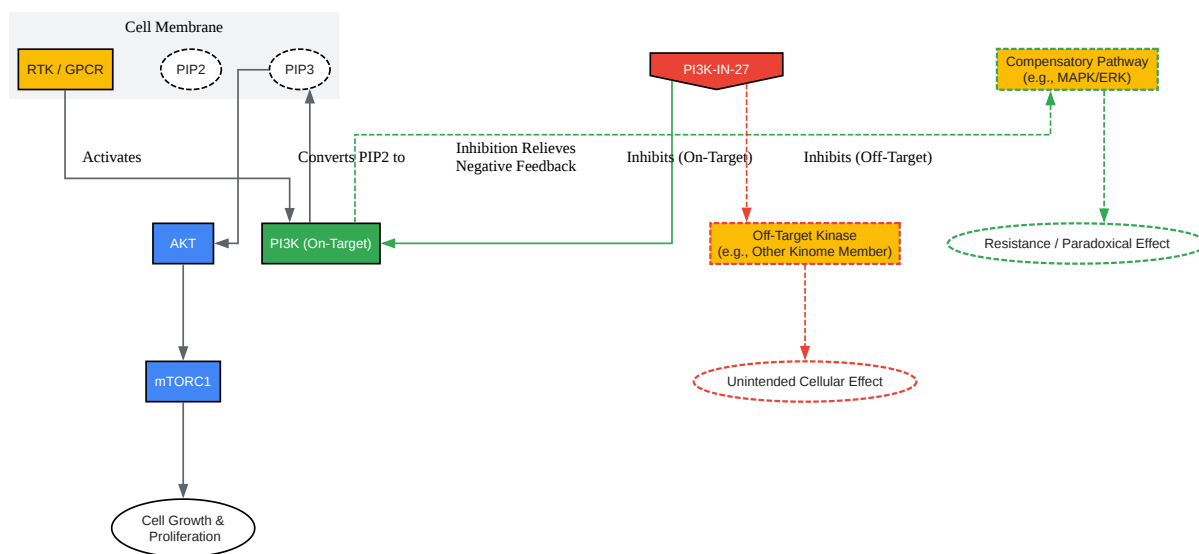 Cell Membrane
RTK / GPCR
PIP2
PIP3
PI3K-IN-27
Compensatory Pathway
(e.g., MAPK/ERK)
Activates
Converts PIP2 to
Inhibition Relieves
Negative Feedback
Inhibits (On-Target)
Inhibits (Off-Target)
AKT
PI3K (On-Target)
Off-Target Kinase
(e.g., Other Kinome Member)
Resistance / Paradoxical Effect
mTORC1
Unintended Cellular Effect
Cell Growth &
Proliferation